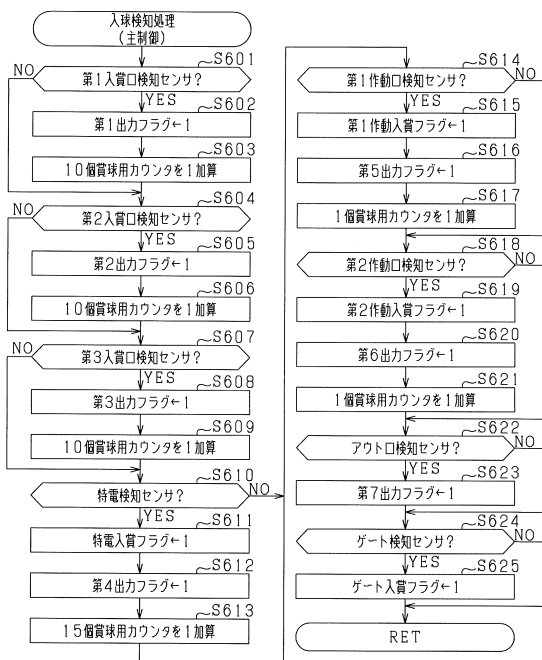 入球検知処理
(主制御)
S601
第1入賞口検知センサ?
NO
YES
S602
第1出力フラグ←1
S603
10個賞球用カウンタを1加算
S604
第2入賞口検知センサ?
NO
YES
S605
第2出力フラグ←1
S606
10個賞球用カウンタを1加算
S607
第3入賞口検知センサ?
NO
YES
S608
第3出力フラグ←1
S609
10個賞球用カウンタを1加算
S610
特電検知センサ?
NO
YES
S611
特電入賞フラグ←1
S612
第4出力フラグ←1
S613
15個賞球用カウンタを1加算
S614
第1作動口検知センサ?
NO
YES
S615
第1作動入賞フラグ←1
S616
第5出力フラグ←1
S617
1個賞球用カウンタを1加算
S618
第2作動口検知センサ?
NO
YES
S619
第2作動入賞フラグ←1
S620
第6出力フラグ←1
S621
1個賞球用カウンタを1加算
S622
アウト口検知センサ?
NO
YES
S623
第7出力フラグ←1
S624
ゲート検知センサ?
NO
YES
S625
ゲート入賞フラグ←1
RET